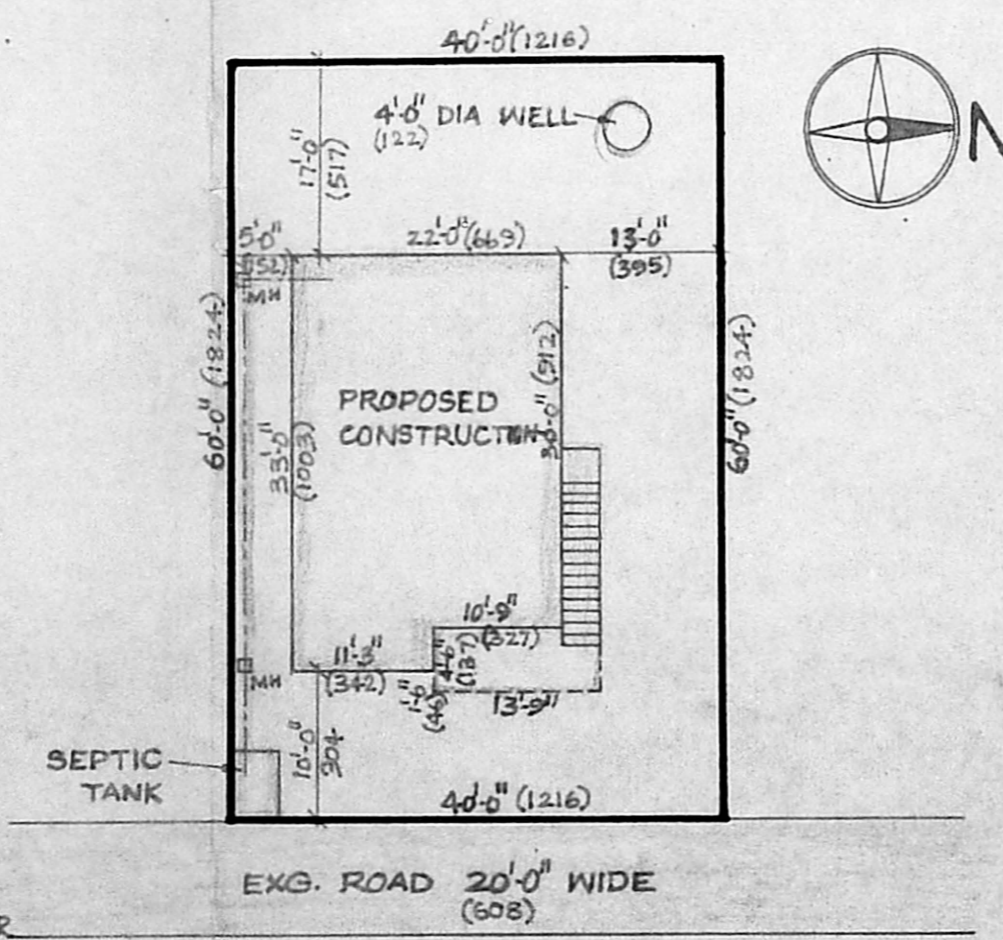 40'-0"(1216)
4'-0" DIA WELL
(122)
N
17'-0"
(517)
5'-0"
(152)
22'-0"(669)
13'-0"
(395)
MH
60'-0" (1824)
33'-0"
(1003)
PROPOSED
CONSTRUCTION
30'-0" (912)
60'-0" (1824)
10'-9"
(327)
11'-3"
(342)
4'-6"
(137)
1'-6"
(46)
13'-9"
MH
10'-0"
304
SEPTIC
TANK
40'-0" (1216)
EXG. ROAD 20'-0" WIDE
(608)
R